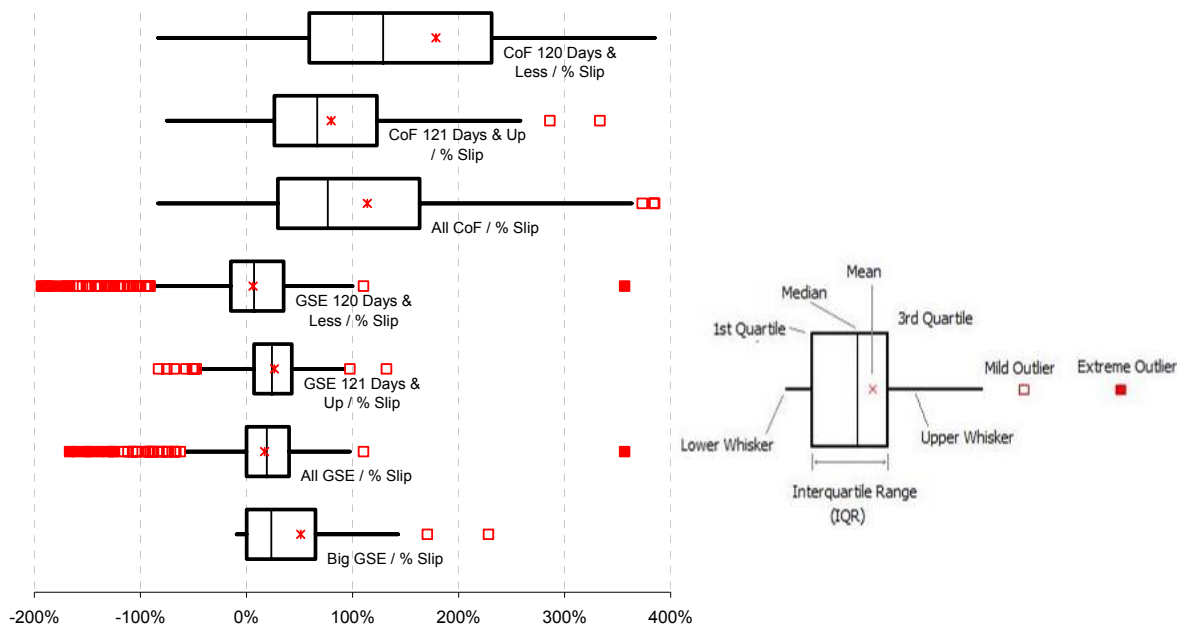 CoF 120 Days &
Less / % Slip
CoF 121 Days & Up
/ % Slip
All CoF / % Slip
GSE 120 Days &
Less / % Slip
GSE 121 Days &
Up / % Slip
All GSE / % Slip
Big GSE / % Slip
-200%
-100%
0%
100%
200%
300%
400%
Mean
Median
1st Quartile
3rd Quartile
Mild Outlier
Extreme Outlier
Lower Whisker
Upper Whisker
Interquartile Range
(IQR)